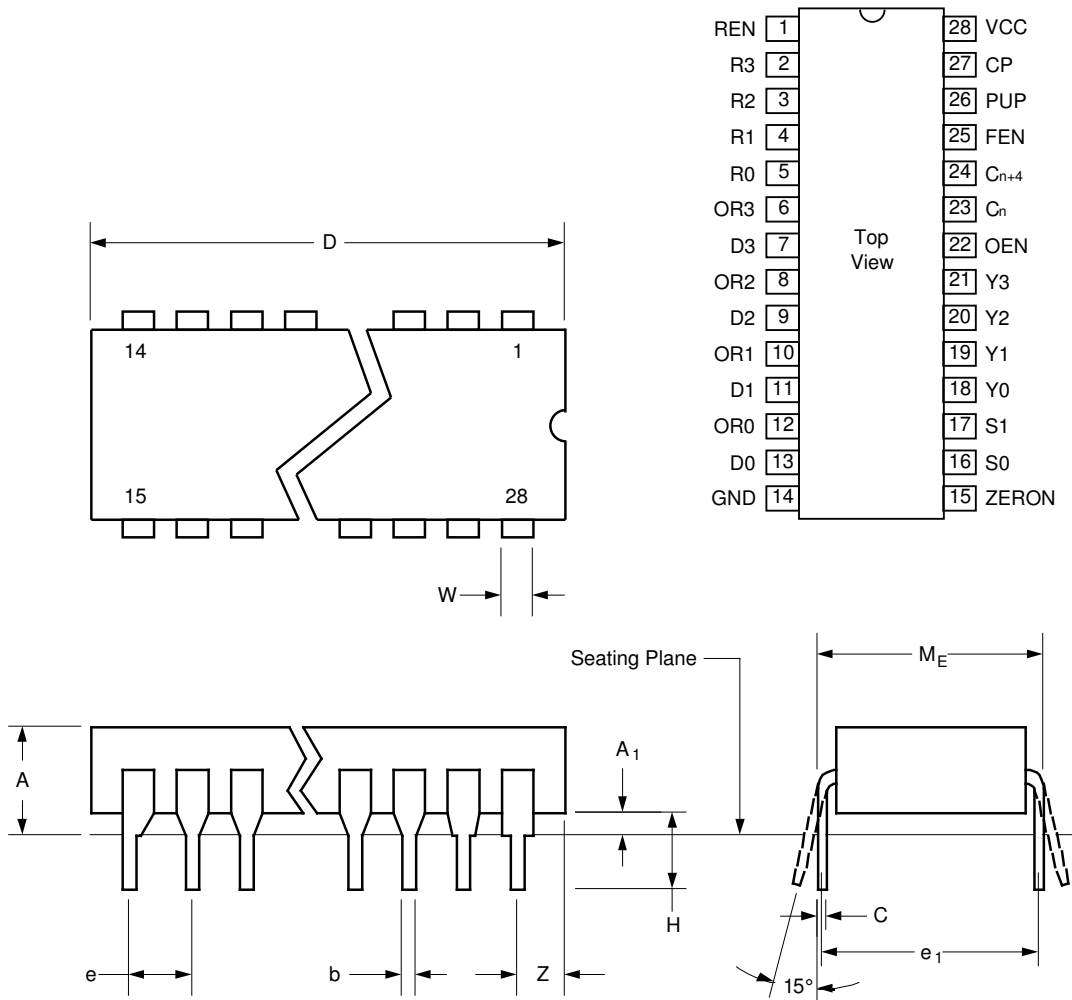 REN 1 28 VCC
R3 2 27 CP
R2 3 26 PUP
R1 4 25 FEN
R0 5 24 Cn+4
OR3 6 23 Cn
D3 7 22 OEN
OR2 8 21 Y3
D2 9 20 Y2
OR1 10 19 Y1
D1 11 18 Y0
OR0 12 17 S1
D0 13 16 S0
GND 14 15 ZERON
Top
View
D
14 1
15 28
W
Seating Plane
ME
A
A1
H
C
e
b
Z
e1
15°